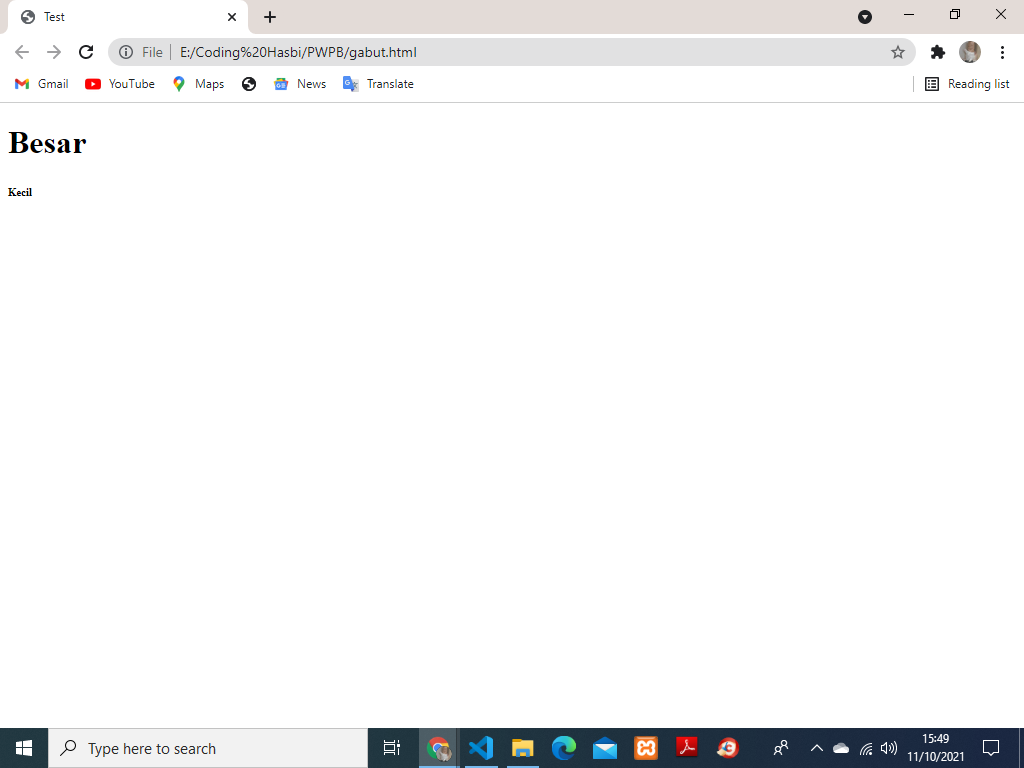 Test
File
E:/Coding%20Hasbi/PWPB/gabut.html
Gmail YouTube Maps News Translate Reading list
Besar
Kecil
Type here to search
15:49
11/10/2021